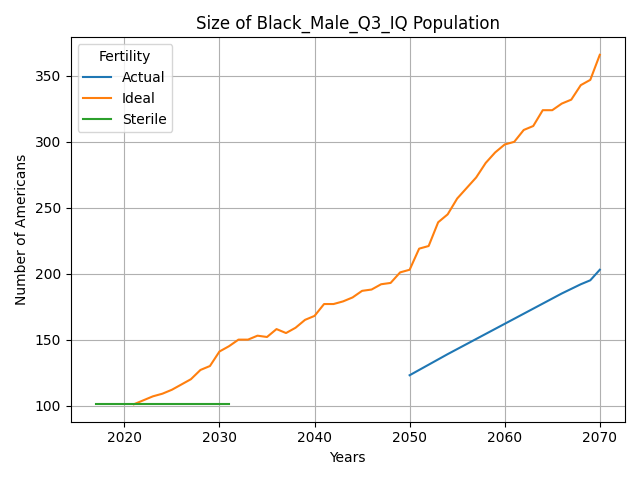 Size of Black_Male_Q3_IQ Population
Fertility
Actual
Ideal
Sterile
Number of Americans
350
300
250
200
150
100
2020 2030 2040 2050 2060 2070
Years